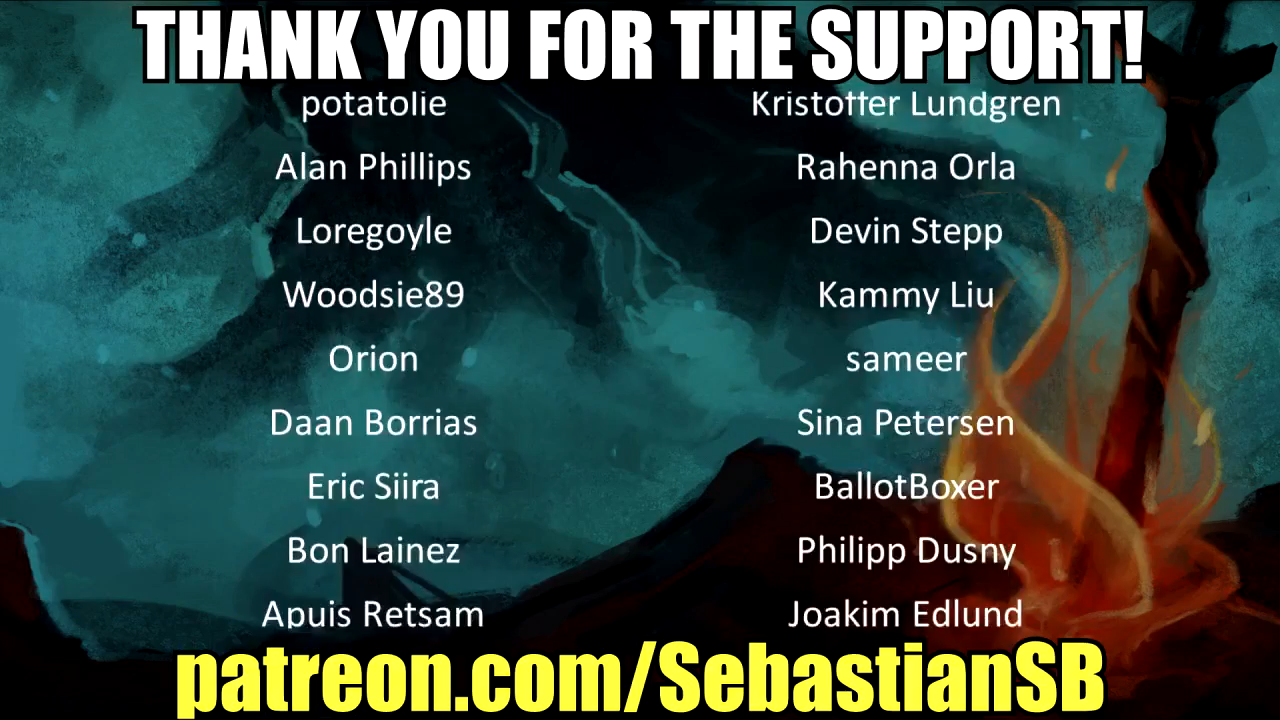 THANK YOU FOR THE SUPPORT!
potatolie
Kristoffer Lundgren
Alan Phillips
Rahenna Orla
Loregoyle
Devin Stepp
Woodsie89
Kammy Liu
Orion
sameer
Daan Borrias
Sina Petersen
Eric Siira
BallotBoxer
Bon Lainez
Philipp Dusny
Apuis Retsam
Joakim Edlund
patreon.com/SebastianSB